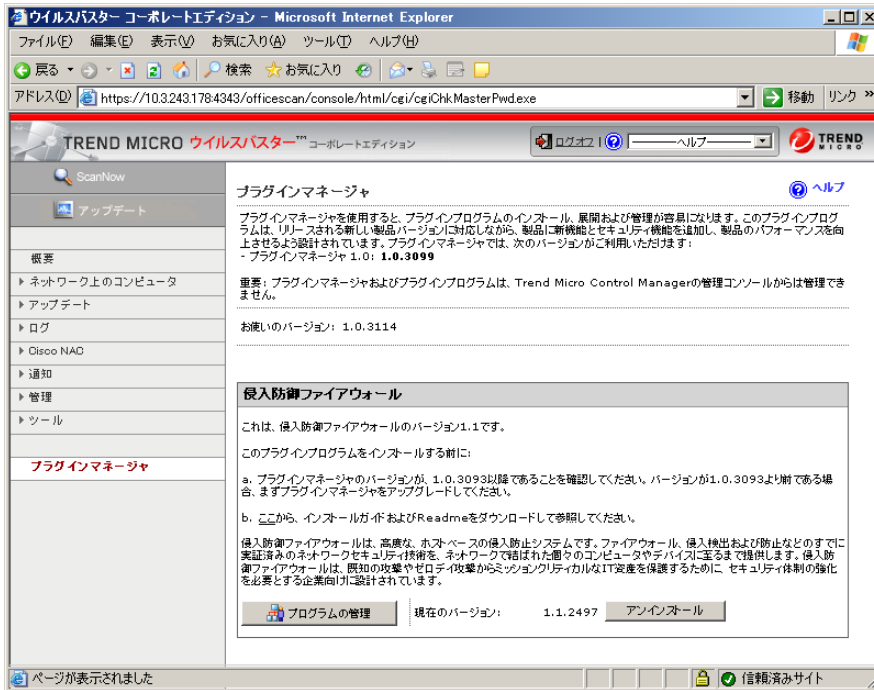 ウイルスバスター コーポレートエディション - Microsoft Internet Explorer
ファイル(F) 編集(E) 表示(V) お気に入り(A) ツール(T) ヘルプ(H)
戻る 検索 お気に入り
アドレス(D) https://10.3.243.178:4343/officescan/console/html/cgi/cgiChkMasterPwd.exe 移動 リンク »
TREND MICRO ウイルスバスター™ コーポレートエディション
ログオフ | ? ————ヘルプ———— TREND MICRO
ScanNow
アップデート
概要
ネットワーク上のコンピュータ
アップデート
ログ
Cisco NAC
通知
管理
ツール
プラグインマネージャ
プラグインマネージャ
? ヘルプ
プラグインマネージャを使用すると、プラグインプログラムのインストール、展開および管理が容易になります。このプラグインプログ
ラムは、リリースされる新しい製品バージョンに対応しながら、製品に新機能とセキュリティ機能を追加し、製品のパフォーマンスを向
上させるよう設計されています。プラグインマネージャでは、次のバージョンがご利用いただけます:
- プラグインマネージャ 1.0: 1.0.3099
重要: プラグインマネージャおよびプラグインプログラムは、Trend Micro Control Managerの管理コンソールからは管理でき
ません。
お使いのバージョン: 1.0.3114
侵入防御ファイアウォール
これは、侵入防御ファイアウォールのバージョン1.1です。
このプラグインプログラムをインストールする前に:
a. プラグインマネージャのバージョンが、1.0.3093以降であることを確認してください。バージョンが1.0.3093より前である場
合、まずプラグインマネージャをアップグレードしてください。
b. ここから、インストールガイドおよびReadmeをダウンロードして参照してください。
侵入防御ファイアウォールは、高度な、ホストベースの侵入防止システムです。ファイアウォール、侵入検出および防止などのすでに
実証済みのネットワークセキュリティ技術を、ネットワークで結ばれた個々のコンピュータやデバイスに至るまで提供します。侵入防
御ファイアウォールは、既知の攻撃やゼロデイ攻撃からミッションクリティカルなIT資産を保護するために、セキュリティ体制の強化
を必要とする企業向けに設計されています。
プログラムの管理 現在のバージョン: 1.1.2497 アンインストール
ページが表示されました 信頼済みサイト